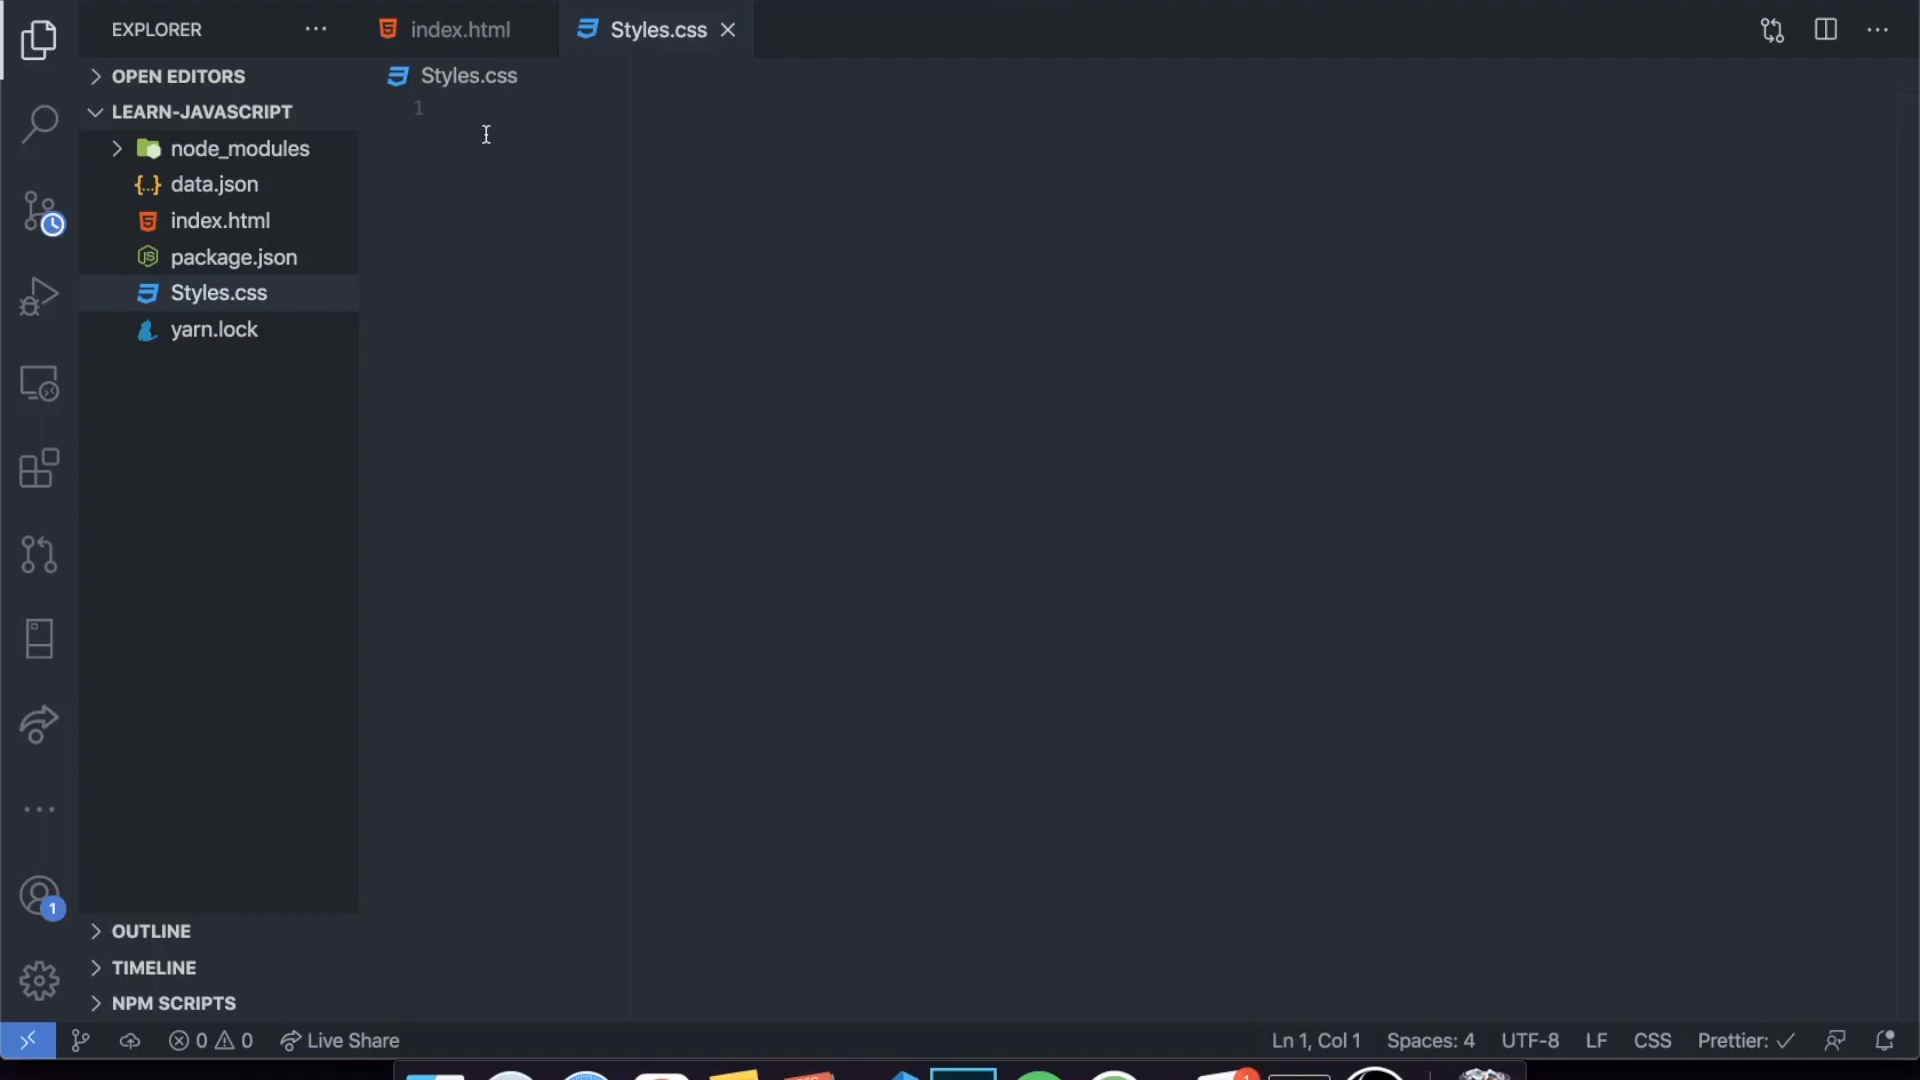 EXPLORER
index.html
Styles.css
OPEN EDITORS
Styles.css
LEARN-JAVASCRIPT
1
node_modules
data.json
index.html
package.json
Styles.css
yarn.lock
1
OUTLINE
TIMELINE
NPM SCRIPTS
0 0 Live Share
Ln 1, Col 1 Spaces: 4 UTF-8 LF CSS Prettier: ✓